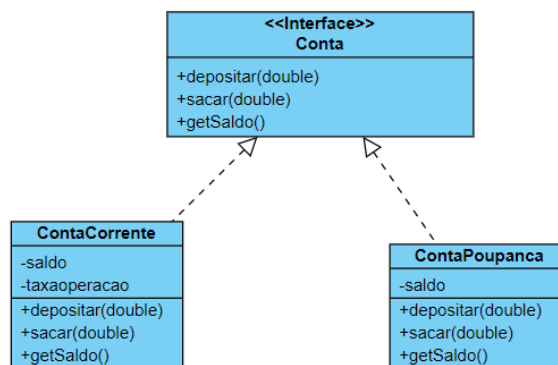 <<Interface>>
Conta
+depositar(double)
+sacar(double)
+getSaldo()
ContaCorrente
-saldo
-taxaoperacao
+depositar(double)
+sacar(double)
+getSaldo()
ContaPoupanca
-saldo
+depositar(double)
+sacar(double)
+getSaldo()